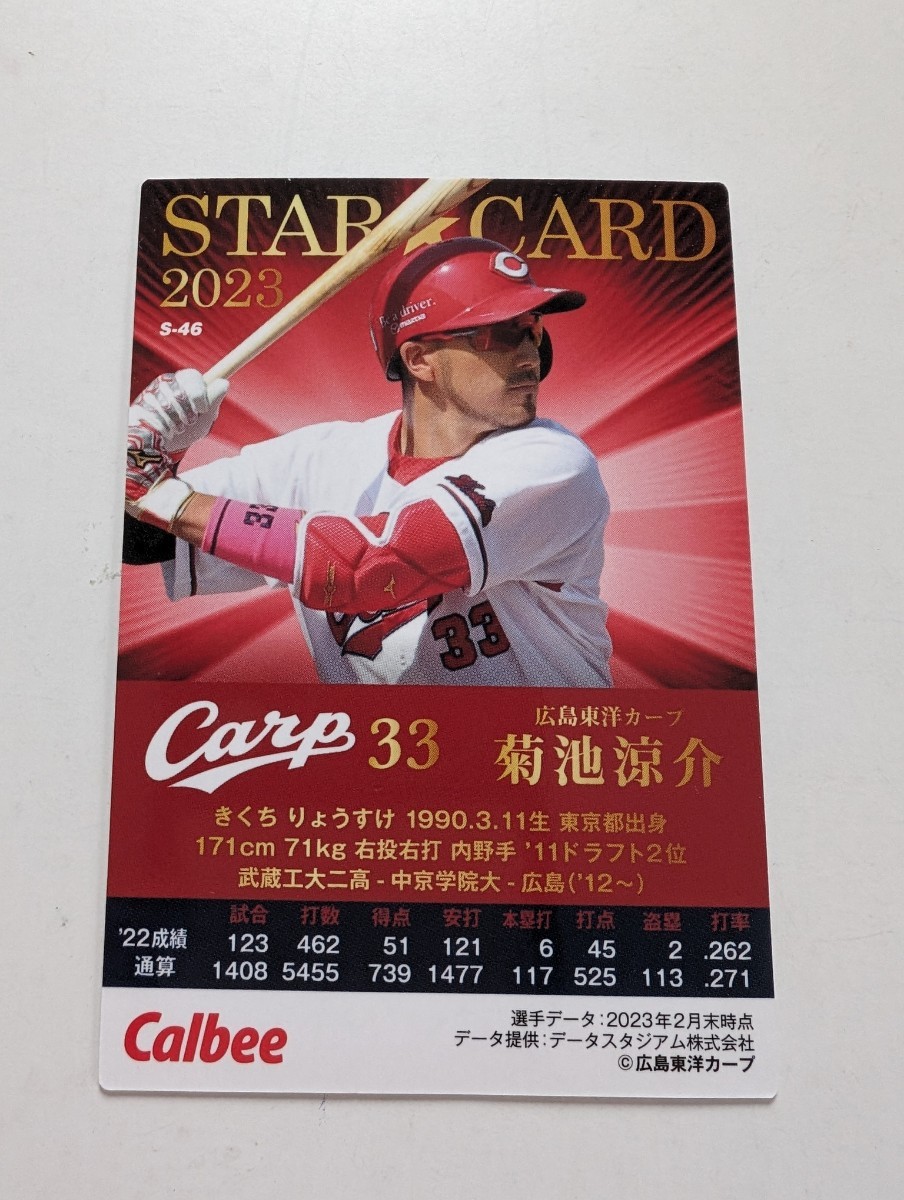 STAR★CARD
2023
S-46
C
Be a driver.
mazda
33
33
Carp 33
広島東洋カープ
菊池涼介
きくち りょうすけ 1990.3.11生 東京都出身
171cm 71kg 右投右打 内野手 '11ドラフト2位
武蔵工大二高 - 中京学院大 - 広島('12～)
試合 打数 得点 安打 本塁打 打点 盗塁 打率
'22成績 123 462 51 121 6 45 2 .262
通算 1408 5455 739 1477 117 525 113 .271
Calbee
選手データ:2023年2月末時点
データ提供:データスタジアム株式会社
©広島東洋カープ